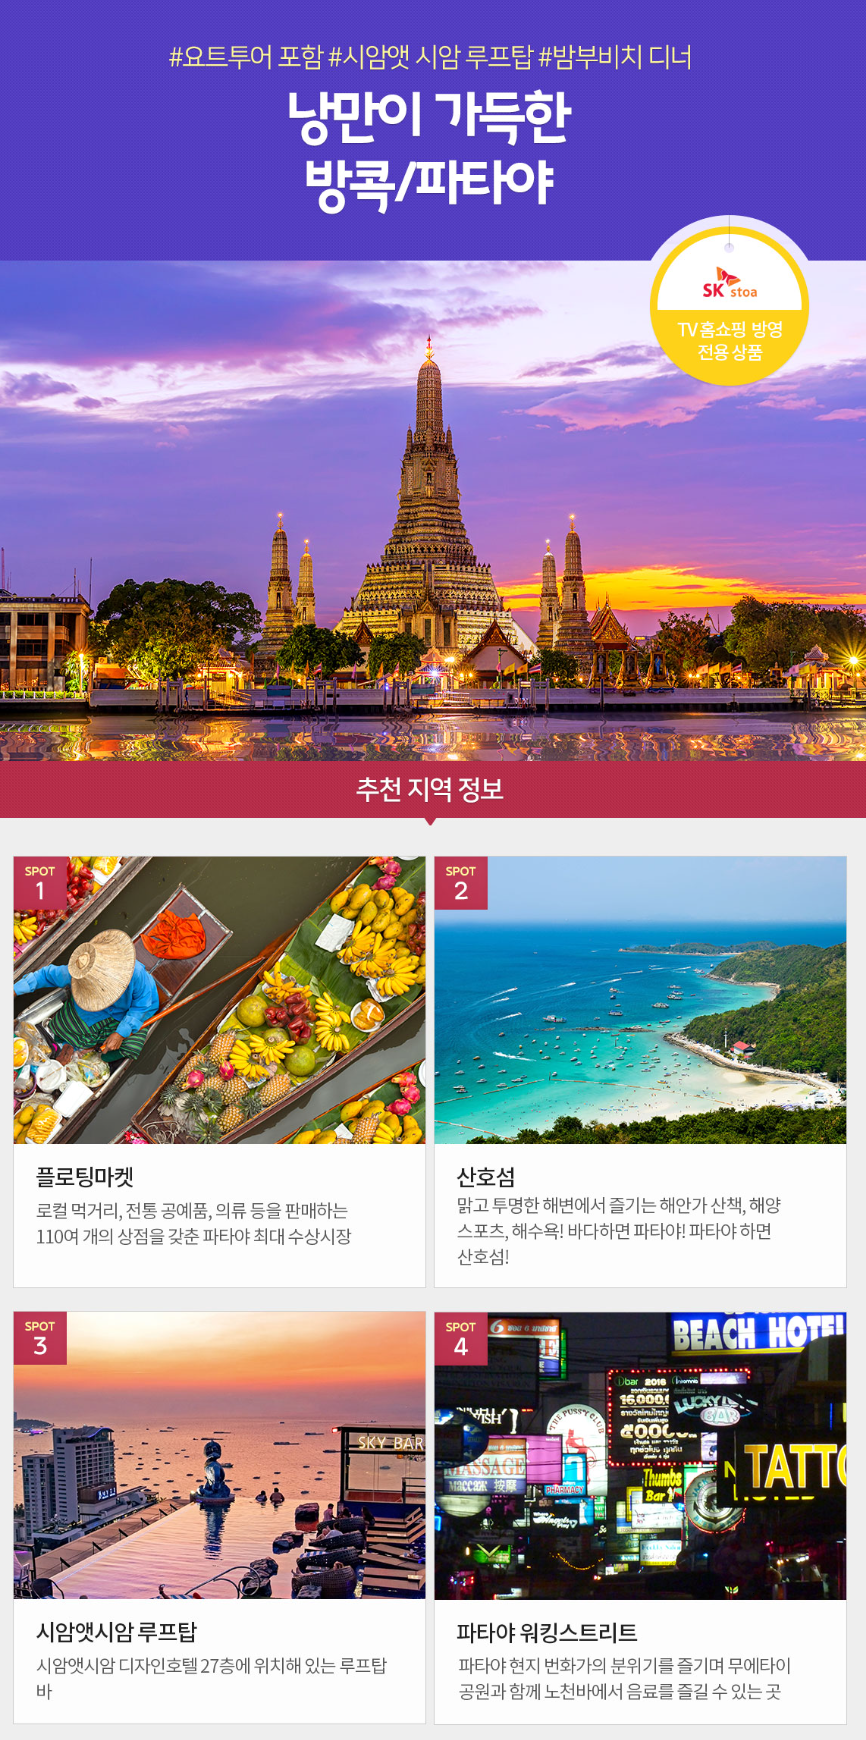 #요트투어 포함 #시암앳 시암 루프탑 #밤부비치 디너
낭만이 가득한
방콕/파타야
SK stoa
TV홈쇼핑 방영
전용 상품
추천 지역 정보
SPOT
1
플로팅마켓
로컬 먹거리, 전통 공예품, 의류 등을 판매하는
110여 개의 상점을 갖춘 파타야 최대 수상시장
SPOT
2
산호섬
맑고 투명한 해변에서 즐기는 해안가 산책, 해양
스포츠, 해수욕! 바다하면 파타야! 파타야 하면
산호섬!
SPOT
3
SKY BAR
시암앳시암 루프탑
시암앳시암 디자인호텔 27층에 위치해 있는 루프탑
바
SPOT
4
BEACH HOTEL
bar 2016
16,000
LUCKY
BAR
THE PUSSY CLUB
PHARMACY
MASSAGE
массаж 按摩
Thumbs
Bar
TATTO
파타야 워킹스트리트
파타야 현지 번화가의 분위기를 즐기며 무에타이
공원과 함께 노천바에서 음료를 즐길 수 있는 곳